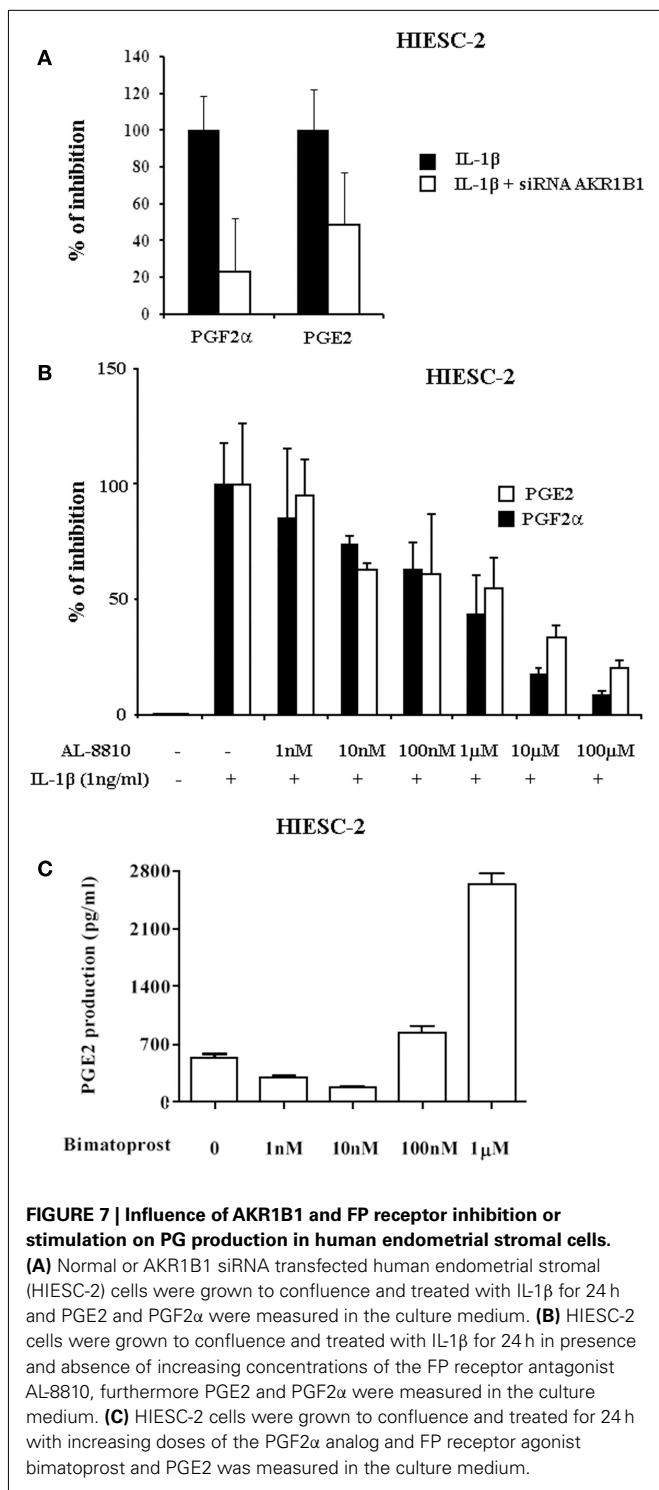 HIESC-2
A
140
120
100
80
60
40
20
0
% of inhibition
IL-1β
IL-1β + siRNA AKR1B1
PGF2α PGE2
B
HIESC-2
150
100
50
0
% of inhibition
PGE2
PGF2α
AL-8810 - - 1nM 10nM 100nM 1μM 10μM 100μM
IL-1β (1ng/ml) - + + + + + + +
HIESC-2
C
2800
2100
1400
700
0
PGE2 production (pg/ml)
Bimatoprost 0 1nM 10nM 100nM 1μM
FIGURE 7 | Influence of AKR1B1 and FP receptor inhibition or
stimulation on PG production in human endometrial stromal cells.
(A) Normal or AKR1B1 siRNA transfected human endometrial stromal
(HIESC-2) cells were grown to confluence and treated with IL-1β for 24 h
and PGE2 and PGF2α were measured in the culture medium. (B) HIESC-2
cells were grown to confluence and treated with IL-1β for 24 h in presence
and absence of increasing concentrations of the FP receptor antagonist
AL-8810, furthermore PGE2 and PGF2α were measured in the culture
medium. (C) HIESC-2 cells were grown to confluence and treated for 24 h
with increasing doses of the PGF2α analog and FP receptor agonist
bimatoprost and PGE2 was measured in the culture medium.